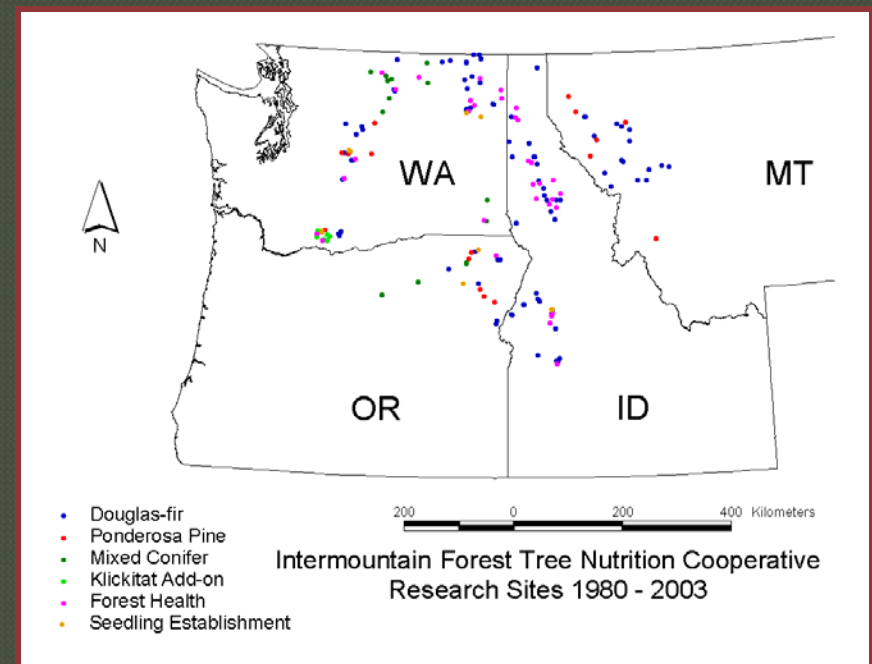 WA
MT
N
OR
ID
200 0 200 400 Kilometers
Douglas-fir
Ponderosa Pine
Mixed Conifer
Klickitat Add-on
Forest Health
Seedling Establishment
Intermountain Forest Tree Nutrition Cooperative
Research Sites 1980 - 2003